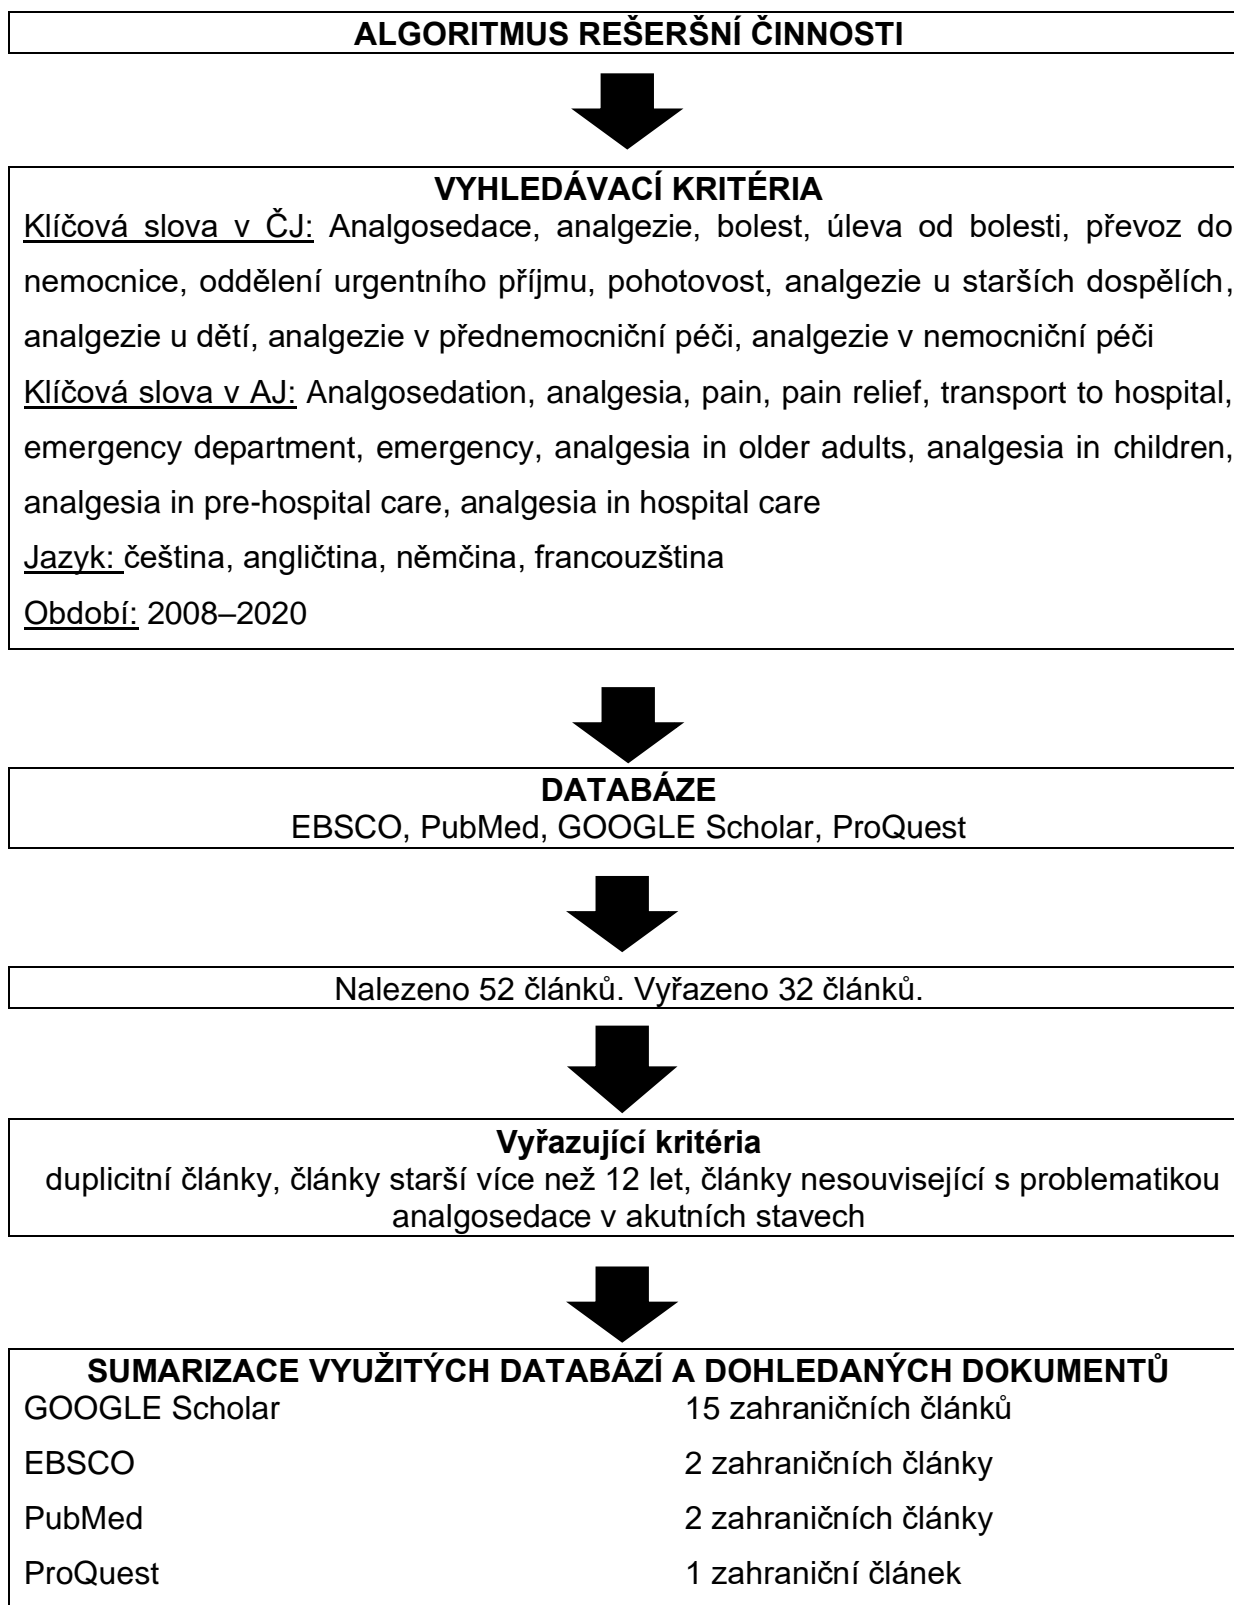 ALGORITMUS REŠERŠNÍ ČINNOSTI
VYHLEDÁVACÍ KRITÉRIA
Klíčová slova v ČJ: Analgosedace, analgezie, bolest, úleva od bolesti, převoz do
nemocnice, oddělení urgentního příjmu, pohotovost, analgezie u starších dospělích,
analgezie u dětí, analgezie v přednemocniční péči, analgezie v nemocniční péči
Klíčová slova v AJ: Analgosedation, analgesia, pain, pain relief, transport to hospital,
emergency department, emergency, analgesia in older adults, analgesia in children,
analgesia in pre-hospital care, analgesia in hospital care
Jazyk: čeština, angličtina, němčina, francouzština
Období: 2008–2020
DATABÁZE
EBSCO, PubMed, GOOGLE Scholar, ProQuest
Nalezeno 52 článků. Vyřazeno 32 článků.
Vyřazující kritéria
duplicitní články, články starší více než 12 let, články nesouvisející s problematikou
analgosedace v akutních stavech
SUMARIZACE VYUŽITÝCH DATABÁZÍ A DOHLEDANÝCH DOKUMENTŮ
GOOGLE Scholar 15 zahraničních článků
EBSCO 2 zahraničních články
PubMed 2 zahraničních články
ProQuest 1 zahraniční článek